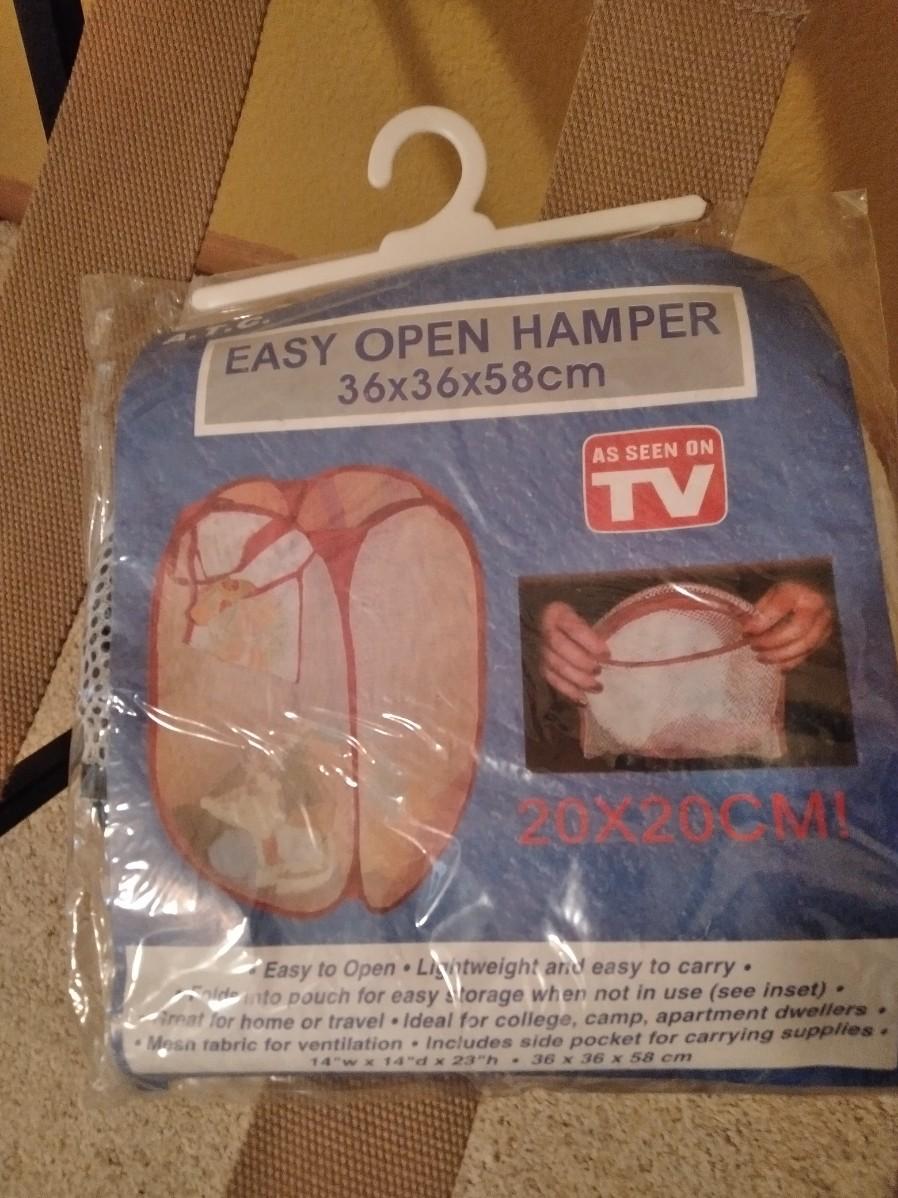 A.T.C.
EASY OPEN HAMPER
36x36x58cm
AS SEEN ON
TV
20X20CM!
• Easy to Open • Lightweight and easy to carry •
• Folds into pouch for easy storage when not in use (see inset) •
Great for home or travel • Ideal for college, camp, apartment dwellers •
• Mesh fabric for ventilation • Includes side pocket for carrying supplies •
14"w x 14"d x 23"h • 36 x 36 x 58 cm